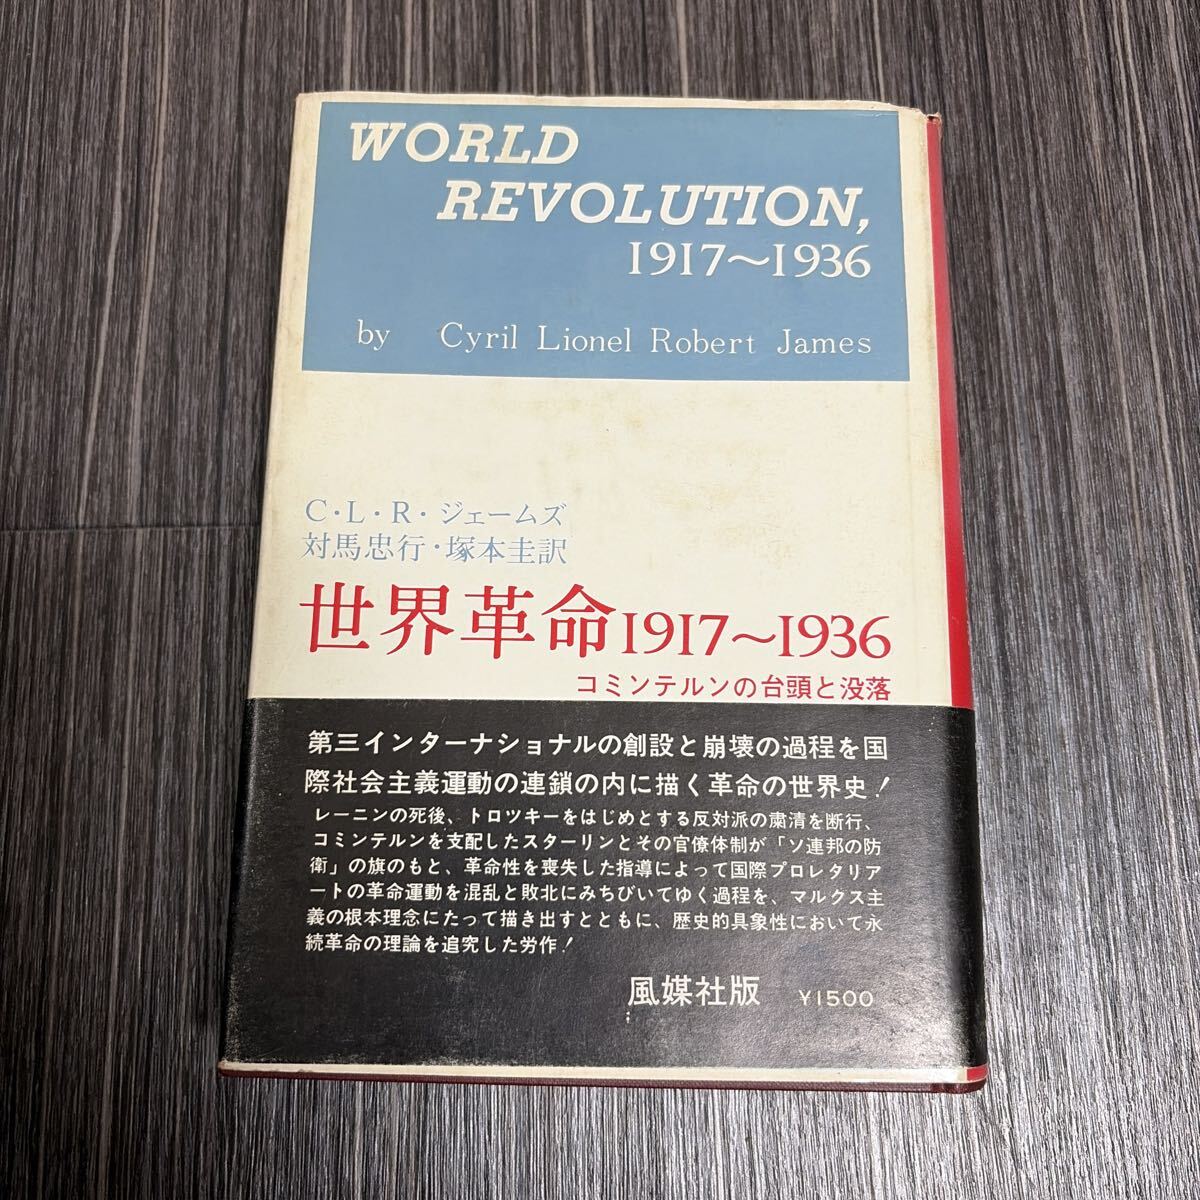 WORLD
REVOLUTION,
1917〜1936
by Cyril Lionel Robert James
C・L・R・ジェームズ
対馬忠行・塚本圭訳
世界革命1917〜1936
コミンテルンの台頭と没落
第三インターナショナルの創設と崩壊の過程を国
際社会主義運動の連鎖の内に描く革命の世界史!
レーニンの死後、トロツキーをはじめとする反対派の粛清を断行、
コミンテルンを支配したスターリンとその官僚体制が「ソ連邦の防
衛」の旗のもと、革命性を喪失した指導によって国際プロレタリア
ートの革命運動を混乱と敗北にみちびいてゆく過程を、マルクス主
義の根本理念にたって描き出すとともに、歴史的具象性において永
続革命の理論を追究した労作!
風媒社版 ¥1500